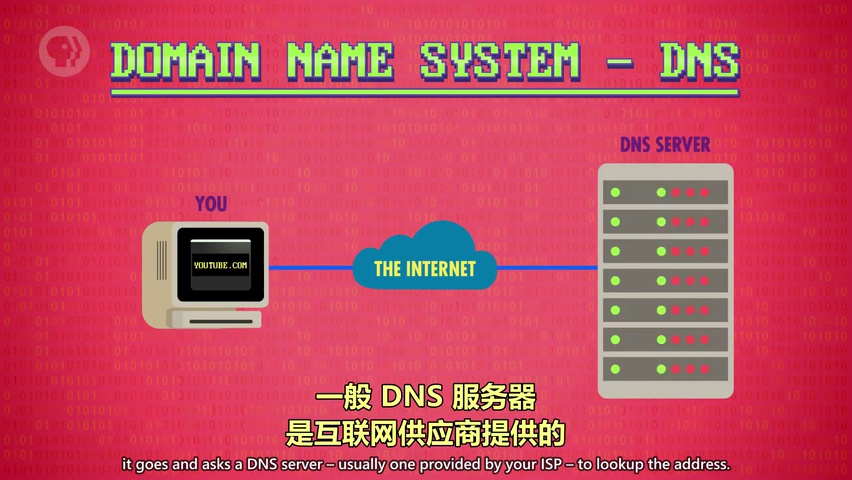 DOMAIN NAME SYSTEM - DNS
DNS SERVER
YOU
YOUTUBE.COM
THE INTERNET
一般 DNS 服务器
是互联网供应商提供的
it goes and asks a DNS server – usually one provided by your ISP – to lookup the address.